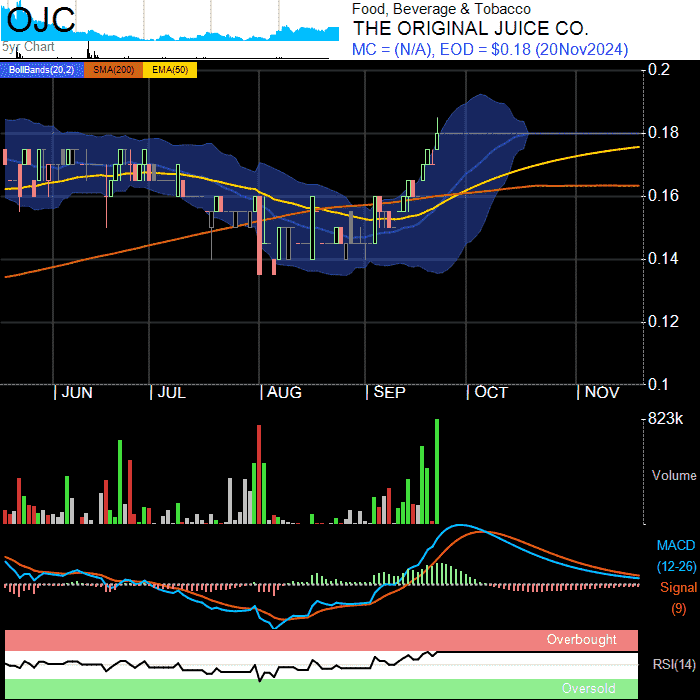 OJC
5yr Chart
Food, Beverage & Tobacco
THE ORIGINAL JUICE CO.
MC = (N/A), EOD = $0.18 (20Nov2024)
BollBands(20,2) SMA(200) EMA(50)
0.2
0.18
0.16
0.14
0.12
0.1
JUN JUL AUG SEP OCT NOV
823k
Volume
MACD
(12-26)
Signal
(9)
Overbought
RSI(14)
Oversold